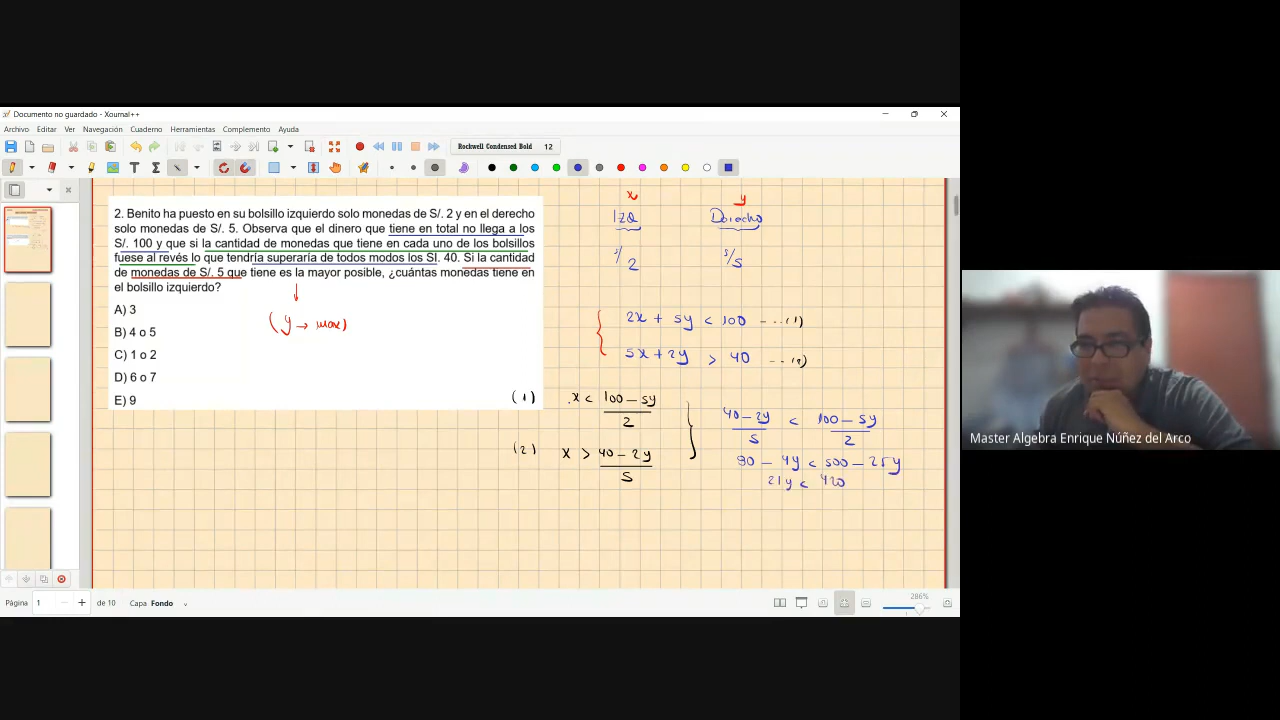 Documento no guardado - Xournal++
Archivo Editar Ver Navegación Cuaderno Herramientas Complemento Ayuda
Rockwell Condensed Bold 12
2. Benito ha puesto en su bolsillo izquierdo solo monedas de S/. 2 y en el derecho
solo monedas de S/. 5. Observa que el dinero que tiene en total no llega a los
S/. 100 y que si la cantidad de monedas que tiene en cada uno de los bolsillos
fuese al revés lo que tendría superaría de todos modos los SI. 40. Si la cantidad
de monedas de S/. 5 que tiene es la mayor posible, ¿cuántas monedas tiene en
el bolsillo izquierdo?
A) 3
B) 4 o 5
C) 1 o 2
D) 6 o 7
E) 9
(y → max)
x y
IZQ Derecho
s/2 s/5
2x + 5y < 100 ---- (1)
5x + 2y > 40 --- (2)
(1) x < (100 - 5y)/2
(2) x > (40 - 2y)/5
(40 - 2y)/5 < (100 - 5y)/2
80 - 4y < 500 - 25y
21y < 420
Master Algebra Enrique Núñez del Arco
Página 1 de 10 Capa Fondo 286%